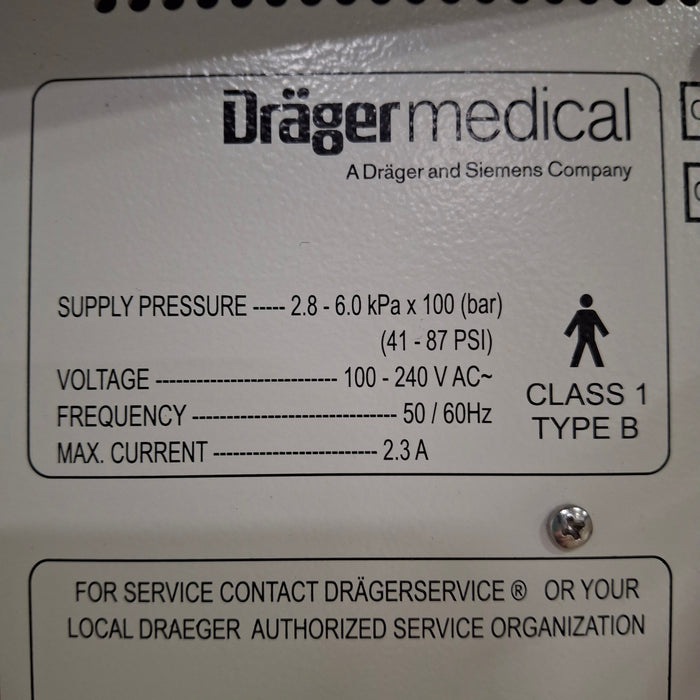 Drägermedical
A Dräger and Siemens Company
SUPPLY PRESSURE ----- 2.8 - 6.0 kPa x 100 (bar)
(41 - 87 PSI)
VOLTAGE --------------------------- 100 - 240 V AC~
FREQUENCY ------------------------------ 50 / 60Hz
MAX. CURRENT ------------------------ 2.3 A
CLASS 1
TYPE B
FOR SERVICE CONTACT DRÄGERSERVICE ® OR YOUR
LOCAL DRAEGER AUTHORIZED SERVICE ORGANIZATION